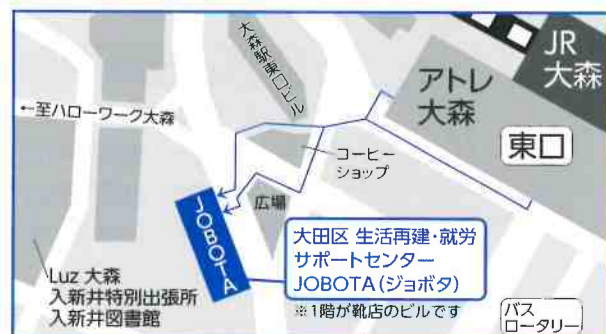 JR
大森
大森駅東口ビル
アトレ
大森
←至ハローワーク大森
東口
コーヒー
ショップ
広場
JOBOTA
大田区 生活再建・就労
サポートセンター
JOBOTA(ジョボタ)
※1階が靴店のビルです
Luz 大森
入新井特別出張所
入新井図書館
バス
ロータリー